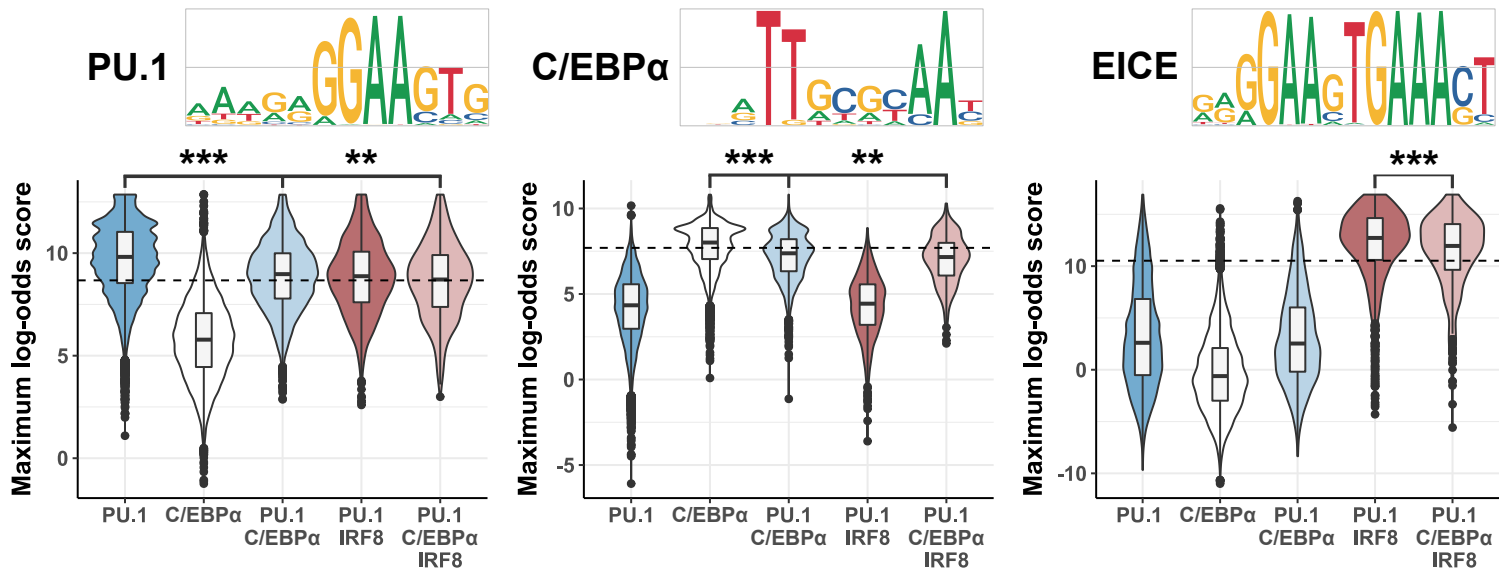 PU.1
C/EBPα
EICE
*** **
*** **
***
Maximum log-odds score
10
5
0
PU.1
C/EBPα
PU.1
C/EBPα
PU.1
IRF8
PU.1
C/EBPα
IRF8
Maximum log-odds score
10
5
0
-5
PU.1
C/EBPα
PU.1
C/EBPα
PU.1
IRF8
PU.1
C/EBPα
IRF8
Maximum log-odds score
10
0
-10
PU.1
C/EBPα
PU.1
C/EBPα
PU.1
IRF8
PU.1
C/EBPα
IRF8